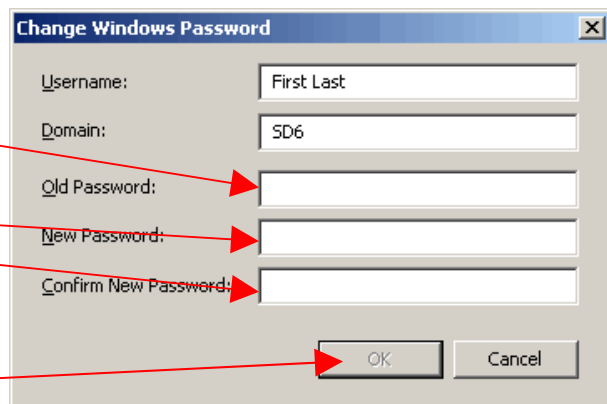 Change Windows Password
Username: First Last
Domain: SD6
Old Password:
New Password:
Confirm New Password:
OK Cancel